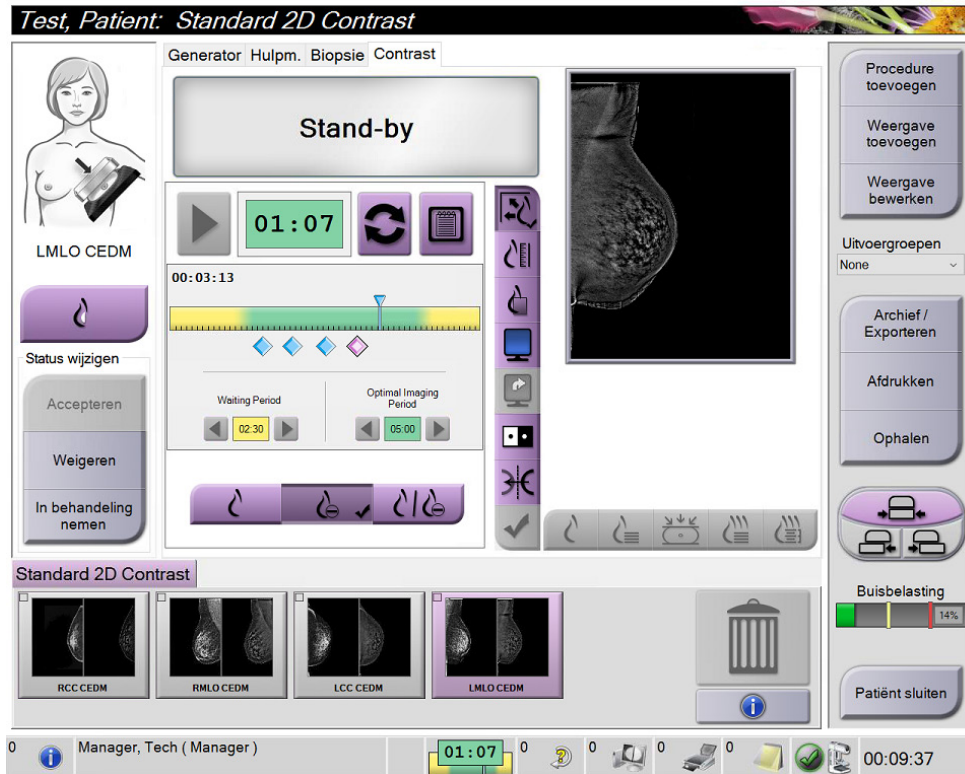 Test, Patient: Standard 2D Contrast
Generator Hulpm. Biopsie Contrast
Stand-by
LMLO CEDM
Status wijzigen
Accepteren
Weigeren
In behandeling
nemen
01:07
00:03:13
Waiting Period
02:30
Optimal Imaging
Period
05:00
Procedure
toevoegen
Weergave
toevoegen
Weergave
bewerken
Uitvoergroepen
None
Archief /
Exporteren
Afdrukken
Ophalen
Buisbelasting
14%
Patiënt sluiten
Standard 2D Contrast
RCC CEDM
RMLO CEDM
LCC CEDM
LMLO CEDM
0 Manager, Tech ( Manager ) 01:07 0 0 0 0 00:09:37